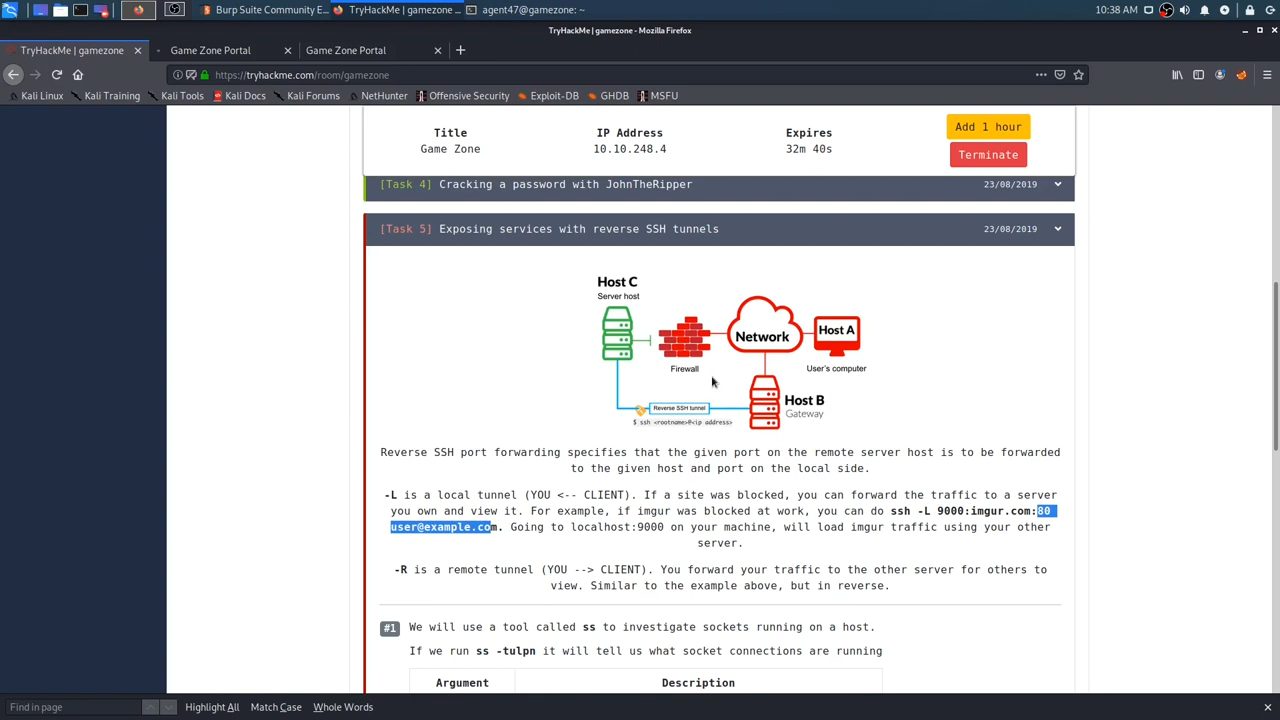 Burp Suite Community E...
TryHackMe | gamezone ...
agent47@gamezone: ~
10:38 AM
TryHackMe | gamezone - Mozilla Firefox
TryHackMe | gamezone
Game Zone Portal
Game Zone Portal
https://tryhackme.com/room/gamezone
Kali Linux
Kali Training
Kali Tools
Kali Docs
Kali Forums
NetHunter
Offensive Security
Exploit-DB
GHDB
MSFU
Title
IP Address
Expires
Add 1 hour
Game Zone
10.10.248.4
32m 40s
Terminate
[Task 4] Cracking a password with JohnTheRipper
23/08/2019
[Task 5] Exposing services with reverse SSH tunnels
23/08/2019
Host C
Server host
Network
Host A
Firewall
User's computer
Host B
Gateway
Reverse SSH tunnel
$ ssh <rootname>@<ip address>
Reverse SSH port forwarding specifies that the given port on the remote server host is to be forwarded
to the given host and port on the local side.
-L is a local tunnel (YOU <-- CLIENT). If a site was blocked, you can forward the traffic to a server
you own and view it. For example, if imgur was blocked at work, you can do ssh -L 9000:imgur.com:80
user@example.com. Going to localhost:9000 on your machine, will load imgur traffic using your other
server.
-R is a remote tunnel (YOU --> CLIENT). You forward your traffic to the other server for others to
view. Similar to the example above, but in reverse.
#1 We will use a tool called ss to investigate sockets running on a host.
If we run ss -tulpn it will tell us what socket connections are running
Argument
Description
Find in page
Highlight All
Match Case
Whole Words